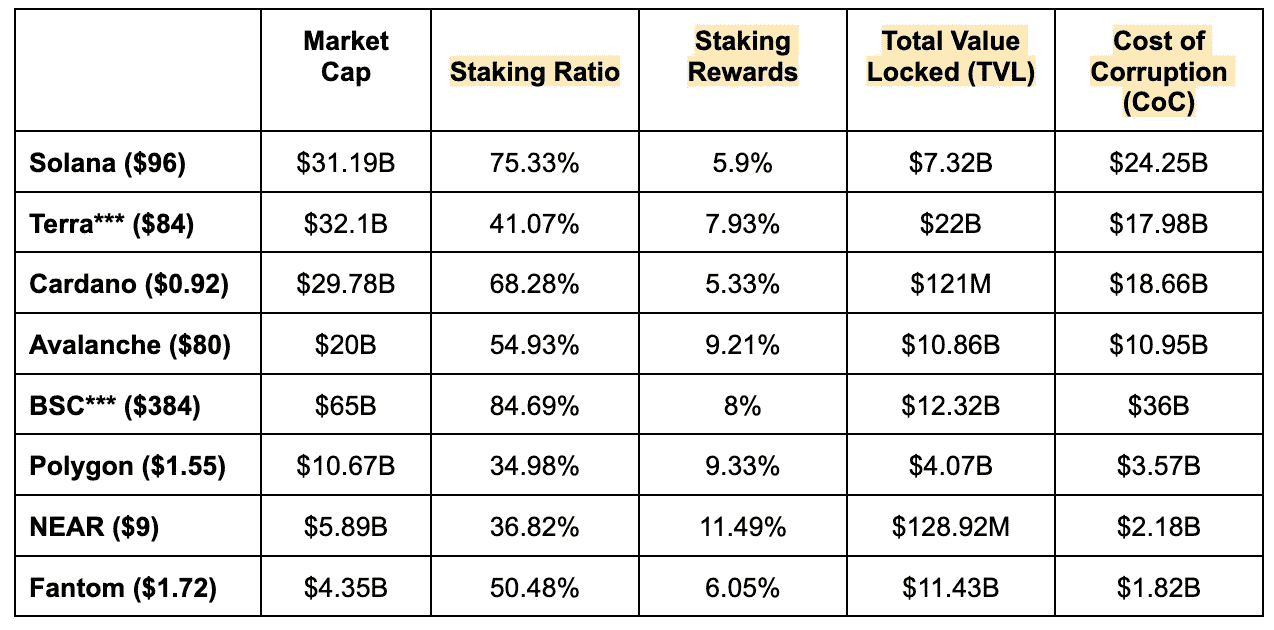 Market Cap Staking Ratio Staking Rewards Total Value Locked (TVL) Cost of Corruption (CoC)
Solana ($96) $31.19B 75.33% 5.9% $7.32B $24.25B
Terra*** ($84) $32.1B 41.07% 7.93% $22B $17.98B
Cardano ($0.92) $29.78B 68.28% 5.33% $121M $18.66B
Avalanche ($80) $20B 54.93% 9.21% $10.86B $10.95B
BSC*** ($384) $65B 84.69% 8% $12.32B $36B
Polygon ($1.55) $10.67B 34.98% 9.33% $4.07B $3.57B
NEAR ($9) $5.89B 36.82% 11.49% $128.92M $2.18B
Fantom ($1.72) $4.35B 50.48% 6.05% $11.43B $1.82B